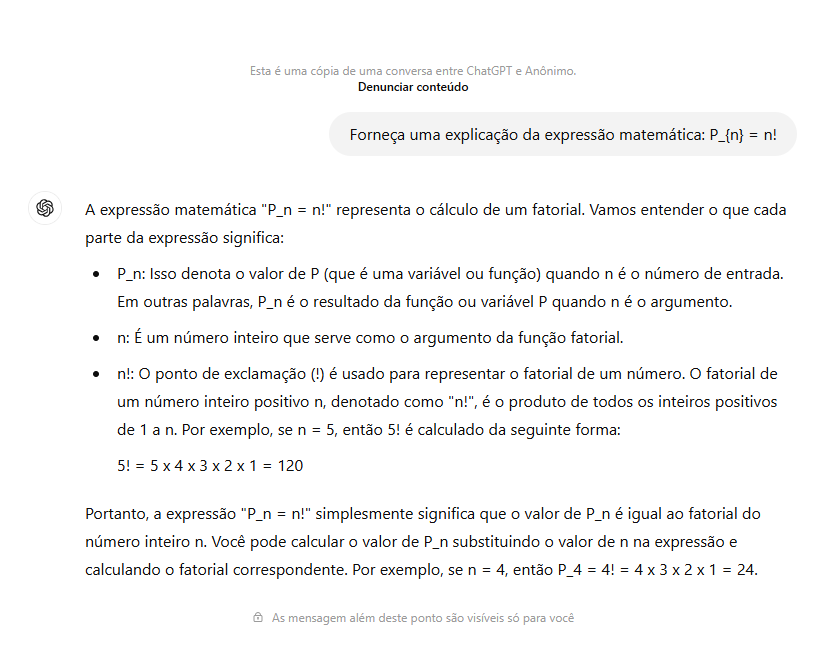 Esta é uma cópia de uma conversa entre ChatGPT e Anônimo.
Denunciar conteúdo
Forneça uma explicação da expressão matemática: P_{n} = n!
A expressão matemática "P_n = n!" representa o cálculo de um fatorial. Vamos entender o que cada
parte da expressão significa:
• P_n: Isso denota o valor de P (que é uma variável ou função) quando n é o número de entrada.
Em outras palavras, P_n é o resultado da função ou variável P quando n é o argumento.
• n: É um número inteiro que serve como o argumento da função fatorial.
• n!: O ponto de exclamação (!) é usado para representar o fatorial de um número. O fatorial de
um número inteiro positivo n, denotado como "n!", é o produto de todos os inteiros positivos
de 1 a n. Por exemplo, se n = 5, então 5! é calculado da seguinte forma:
5! = 5 x 4 x 3 x 2 x 1 = 120
Portanto, a expressão "P_n = n!" simplesmente significa que o valor de P_n é igual ao fatorial do
número inteiro n. Você pode calcular o valor de P_n substituindo o valor de n na expressão e
calculando o fatorial correspondente. Por exemplo, se n = 4, então P_4 = 4! = 4 x 3 x 2 x 1 = 24.
As mensagem além deste ponto são visíveis só para você